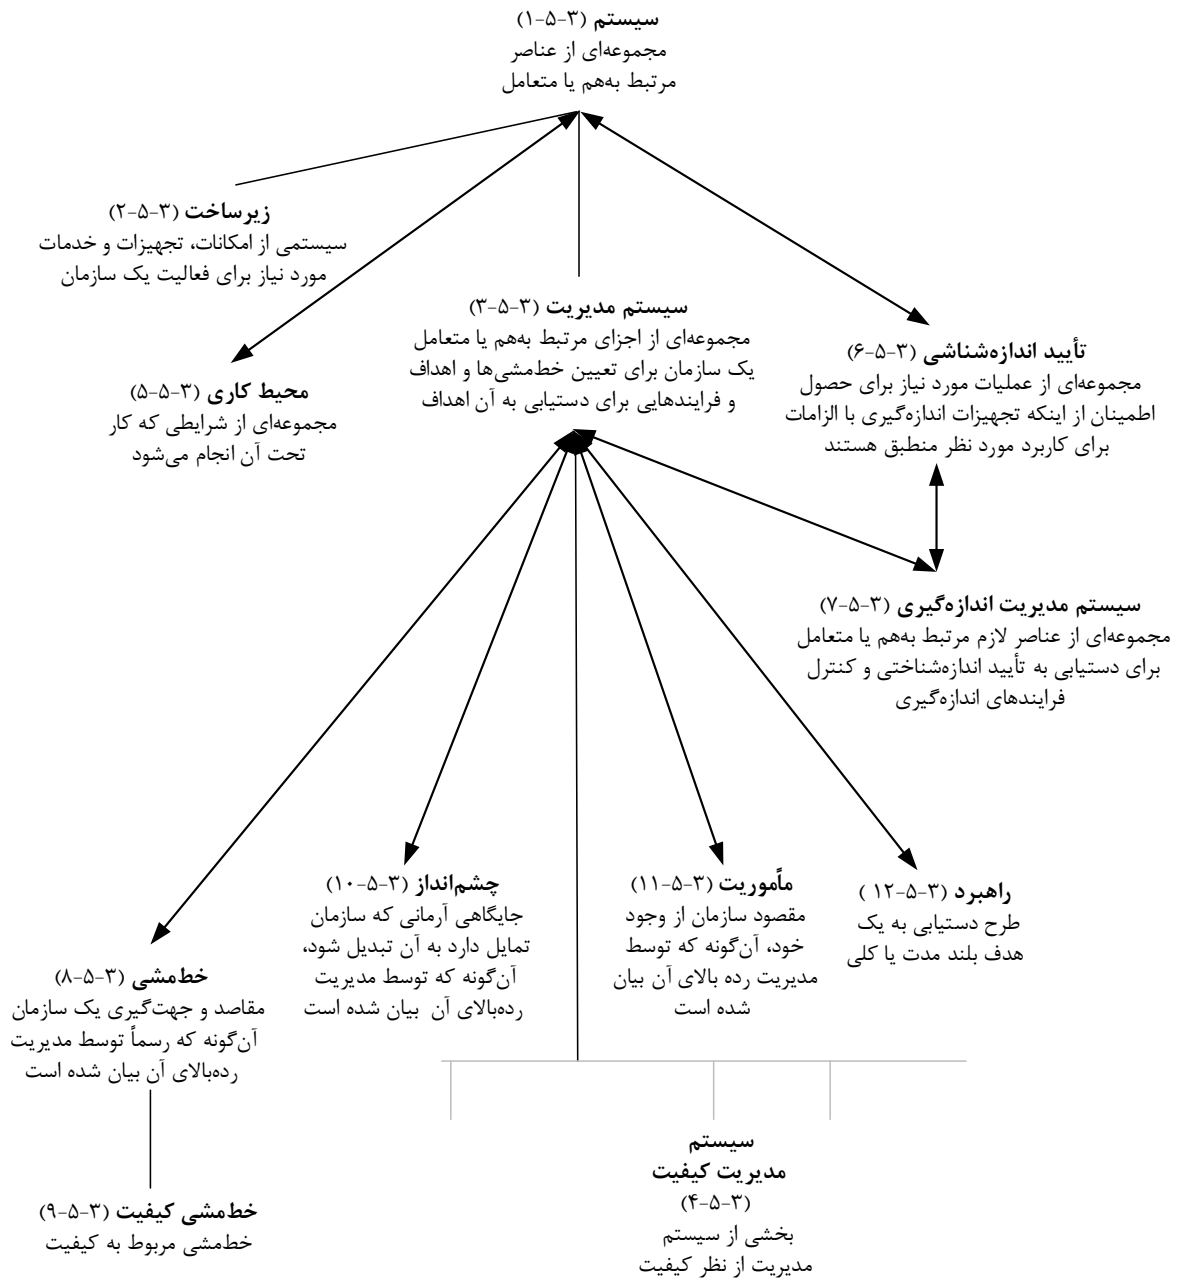 سیستم (۳-۵-۱)
مجموعه‌ای از عناصر
مرتبط به‌هم یا متعامل
زیرساخت (۳-۵-۲)
سیستمی از امکانات، تجهیزات و خدمات
مورد نیاز برای فعالیت یک سازمان
سیستم مدیریت (۳-۵-۳)
مجموعه‌ای از اجزای مرتبط به‌هم یا متعامل
یک سازمان برای تعیین خط‌مشی‌ها و اهداف
و فرایندهایی برای دستیابی به آن اهداف
تأیید اندازه‌شناشی (۳-۵-۶)
مجموعه‌ای از عملیات مورد نیاز برای حصول
اطمینان از اینکه تجهیزات اندازه‌گیری با الزامات
برای کاربرد مورد نظر منطبق هستند
محیط کاری (۳-۵-۵)
مجموعه‌ای از شرایطی که کار
تحت آن انجام می‌شود
سیستم مدیریت اندازه‌گیری (۳-۵-۷)
مجموعه‌ای از عناصر لازم مرتبط به‌هم یا متعامل
برای دستیابی به تأیید اندازه‌شناختی و کنترل
فرایندهای اندازه‌گیری
راهبرد (۳-۵-۱۲ )
طرح دستیابی به یک
هدف بلند مدت یا کلی
مأموریت (۳-۵-۱۱)
مقصود سازمان از وجود
خود، آن‌گونه که توسط
مدیریت رده بالای آن بیان
شده است
چشم‌انداز (۳-۵-۱۰)
جایگاهی آرمانی که سازمان
تمایل دارد به آن تبدیل شود،
آن‌گونه که توسط مدیریت
رده‌بالای آن  بیان شده است
خط‌مشی (۳-۵-۸)
مقاصد و جهت‌گیری یک سازمان
آن‌گونه که رسماً توسط مدیریت
رده‌بالای آن بیان شده است
سیستم
مدیریت کیفیت
(۳-۵-۴)
بخشی از سیستم
مدیریت از نظر کیفیت
خط‌مشی کیفیت (۳-۵-۹)
خط‌مشی مربوط به کیفیت